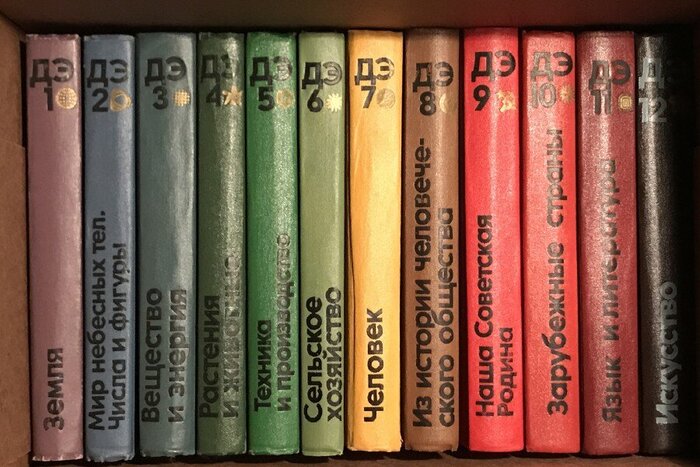 ДЭ
1
Земля
ДЭ
2
Мир небесных тел.
Числа и фигуры
ДЭ
3
Вещество
и энергия
ДЭ
4
Растения
и животные
ДЭ
5
Техника
и производство
ДЭ
6
Сельское
хозяйство
ДЭ
7
Человек
ДЭ
8
Из истории человече-
ского общества
ДЭ
9
Наша Советская
Родина
ДЭ
10
Зарубежные страны
ДЭ
11
Язык и литература
ДЭ
12
Искусство